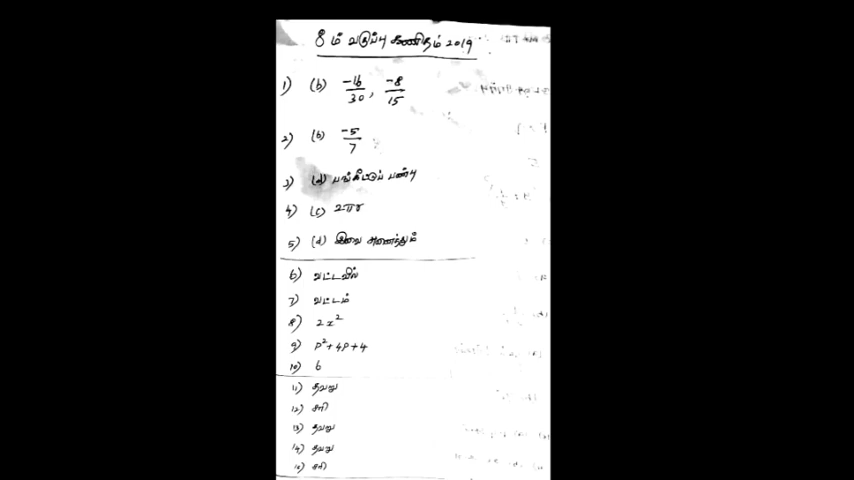 8 ம் வகுப்பு கணிதம் 2019
1) (b) -16/30, -8/15
2) (b) -5/7
3) (d) பங்கீட்டுப் பண்பு
4) (c) 2πr
5) (d) இவை அனைத்தும்
6) வட்டவில்
7) வட்டம்
8) 2x²
9) P²+4P+4
10) 6
11) தவறு
12) சரி
13) தவறு
14) தவறு
15) சரி